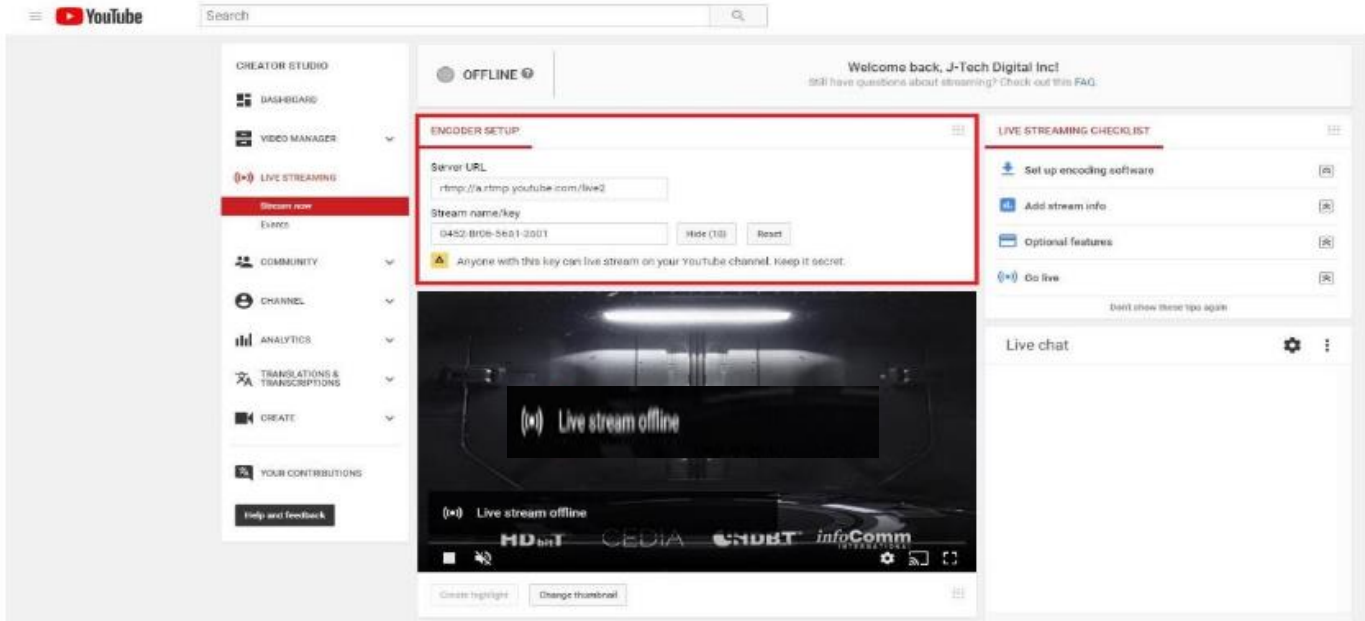 YouTube
Search
CREATOR STUDIO
DASHBOARD
VIDEO MANAGER
LIVE STREAMING
Stream now
Events
COMMUNITY
CHANNEL
ANALYTICS
TRANSLATIONS &
TRANSCRIPTIONS
CREATE
YOUR CONTRIBUTIONS
Help and feedback
OFFLINE
Welcome back, J-Tech Digital Inc!
Still have questions about streaming? Check out this FAQ.
ENCODER SETUP
Server URL
rtmp://a.rtmp.youtube.com/live2
Stream name/key
Hide (10) Reset
Anyone with this key can live stream on your YouTube channel. Keep it secret.
Live stream offline
Live stream offline
HDbitT CEDIA HDBT infoComm
INTERNATIONAL
Create highlight Change thumbnail
LIVE STREAMING CHECKLIST
Set up encoding software
Add stream info
Optional features
Go live
Don't show these tips again
Live chat